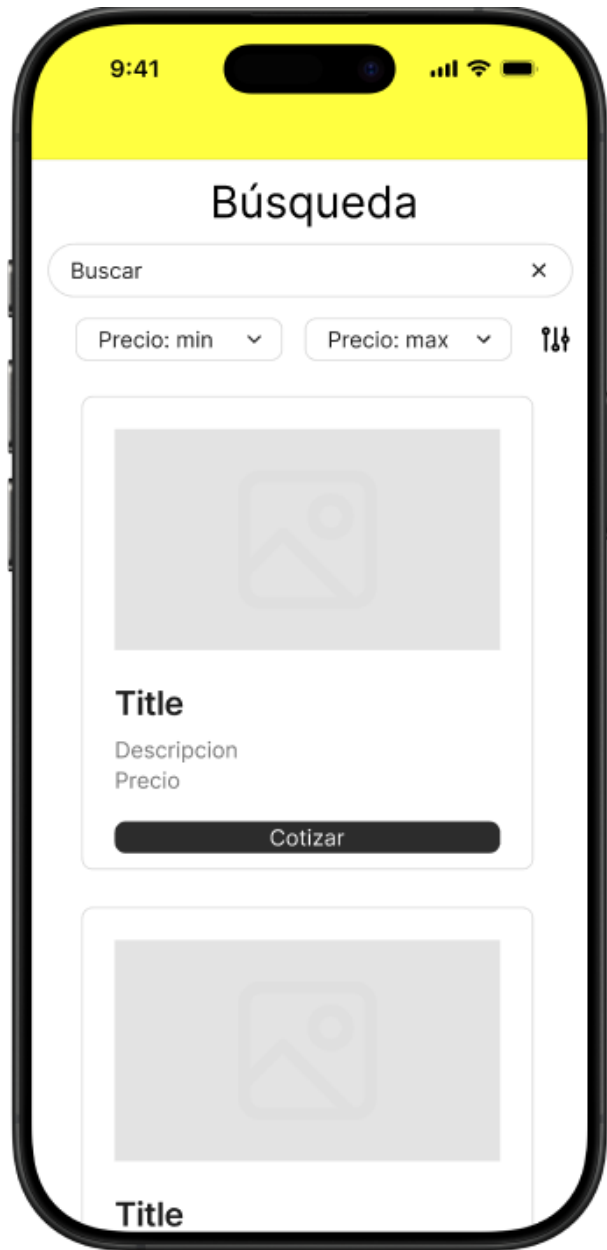 9:41
Búsqueda
Buscar
Precio: min Precio: max
Title
Descripcion
Precio
Cotizar
Title